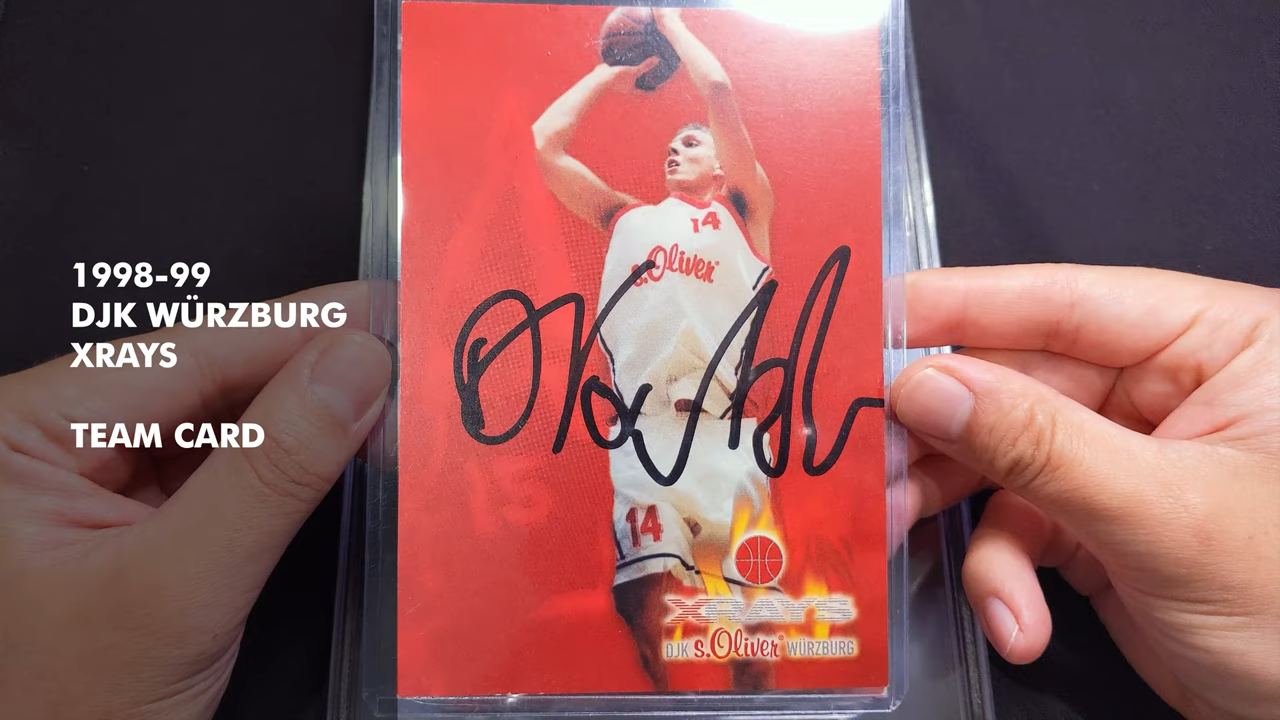 1998-99
DJK WÜRZBURG
XRAYS
TEAM CARD
14
s.Oliver®
14
XRAYS
DJK s.Oliver® WÜRZBURG